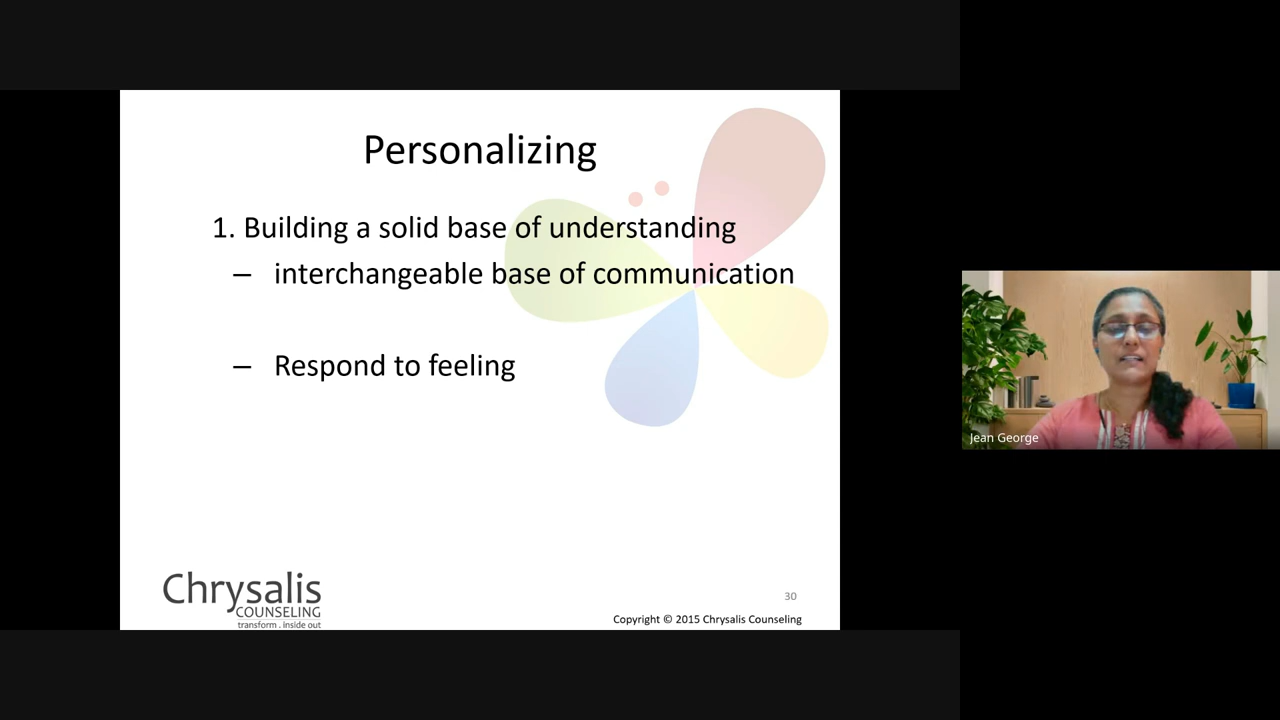 Personalizing
1. Building a solid base of understanding
– interchangeable base of communication
– Respond to feeling
Chrysalis
COUNSELING
transform . inside out
30
Copyright © 2015 Chrysalis Counseling
Jean George